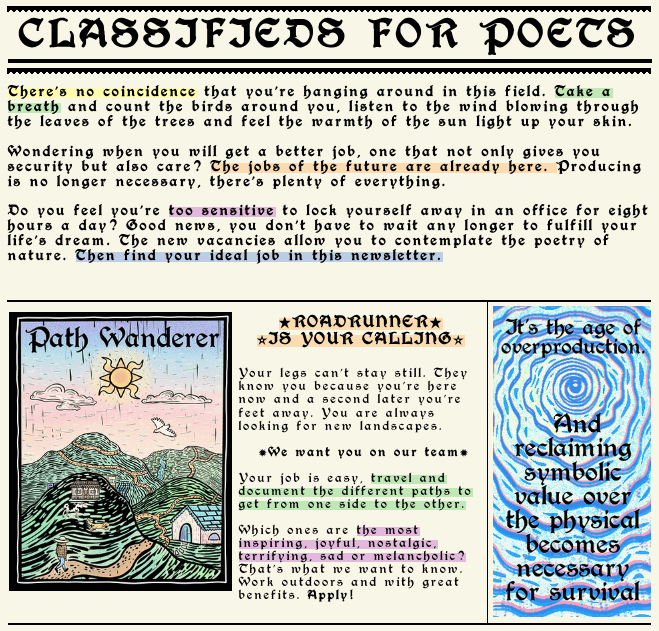 CLASSIFIEDS FOR POETS
There's no coincidence that you're hanging around in this field. Take a
breath and count the birds around you, listen to the wind blowing through
the leaves of the trees and feel the warmth of the sun light up your skin.
Wondering when you will get a better job, one that not only gives you
security but also care? The jobs of the future are already here. Producing
is no longer necessary, there's plenty of everything.
Do you feel you're too sensitive to lock yourself away in an office for eight
hours a day? Good news, you don't have to wait any longer to fulfill your
life's dream. The new vacancies allow you to contemplate the poetry of
nature. Then find your ideal job in this newsletter.
Path Wanderer
★ROADRUNNER★
☆IS YOUR CALLING☆
Your legs can't stay still. They
know you because you're here
now and a second later you're
feet away. You are always
looking for new landscapes.
✷We want you on our team✷
Your job is easy, travel and
document the different paths to
get from one side to the other.
Which ones are the most
inspiring, joyful, nostalgic,
terrifying, sad or melancholic?
That's what we want to know.
Work outdoors and with great
benefits. Apply!
It's the age of
overproduction.
And
reclaiming
symbolic
value over
the physical
becomes
necessary
for survival